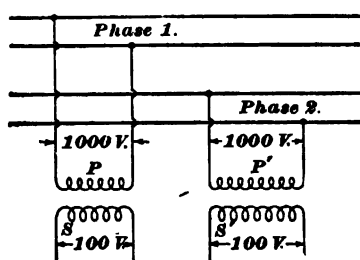 Phase 1.
Phase 2.
1000 V. 1000 V.
P P'
S S'
100 V. 100 V.